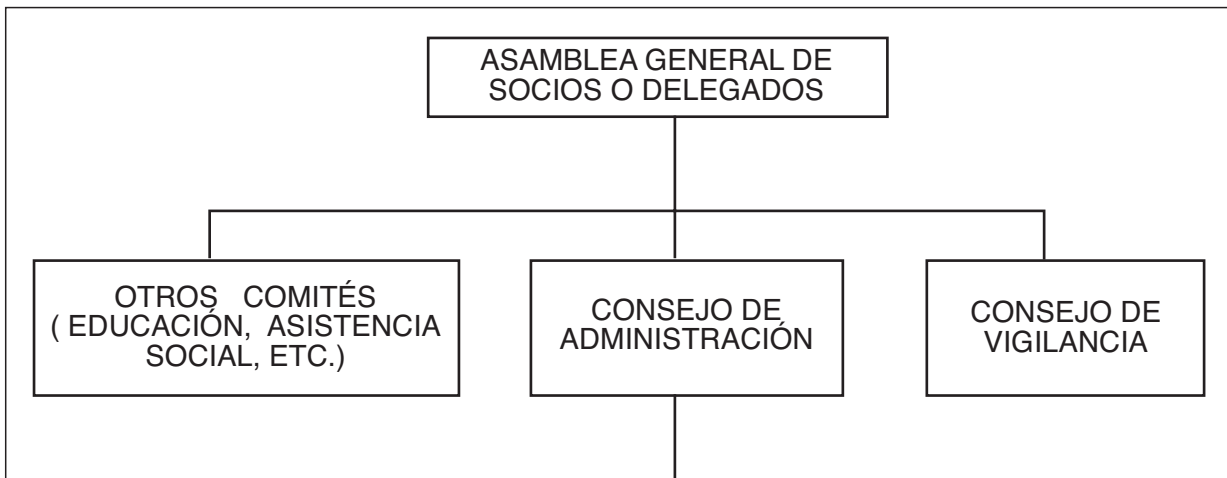 ASAMBLEA GENERAL DE
SOCIOS O DELEGADOS
OTROS COMITÉS
( EDUCACIÓN, ASISTENCIA
SOCIAL, ETC.)
CONSEJO DE
ADMINISTRACIÓN
CONSEJO DE
VIGILANCIA